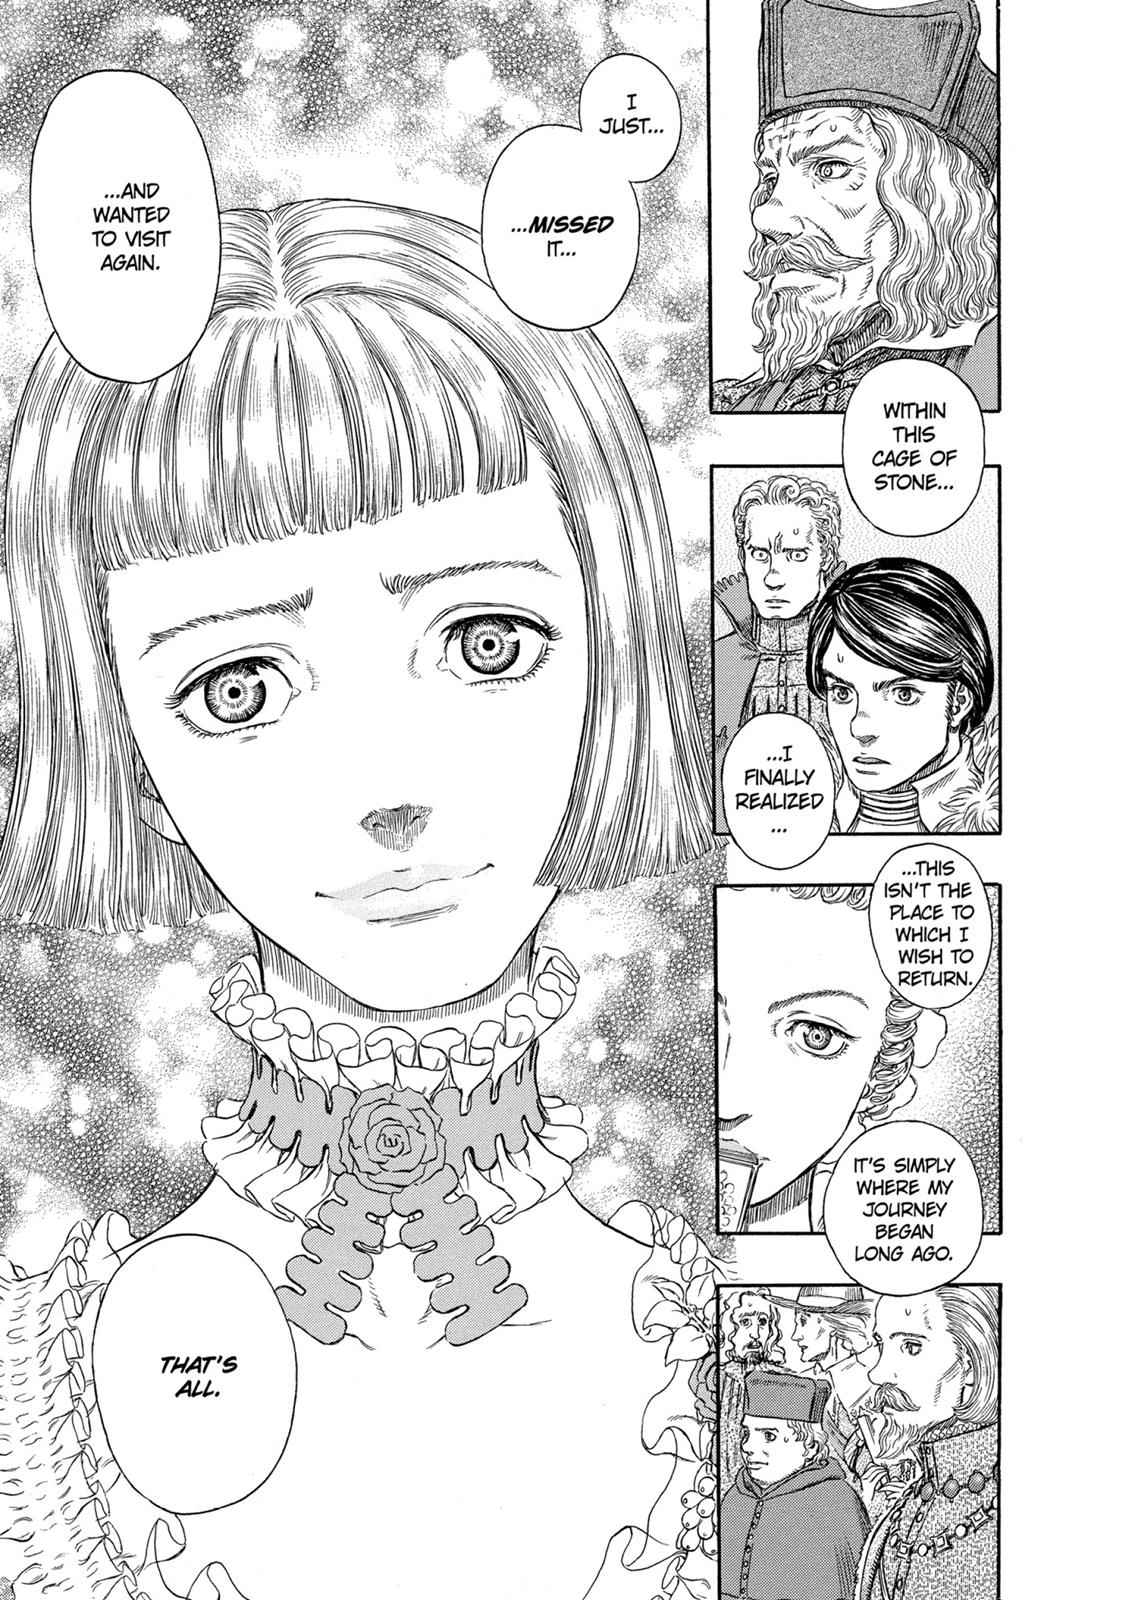 WITHIN
THIS
CAGE OF
STONE...
...I
FINALLY
REALIZED
...
...THIS
ISN'T THE
PLACE TO
WHICH I
WISH TO
RETURN.
IT'S SIMPLY
WHERE MY
JOURNEY
BEGAN
LONG AGO.
I
JUST...
...MISSED
IT...
...AND
WANTED
TO VISIT
AGAIN.
THAT'S
ALL.